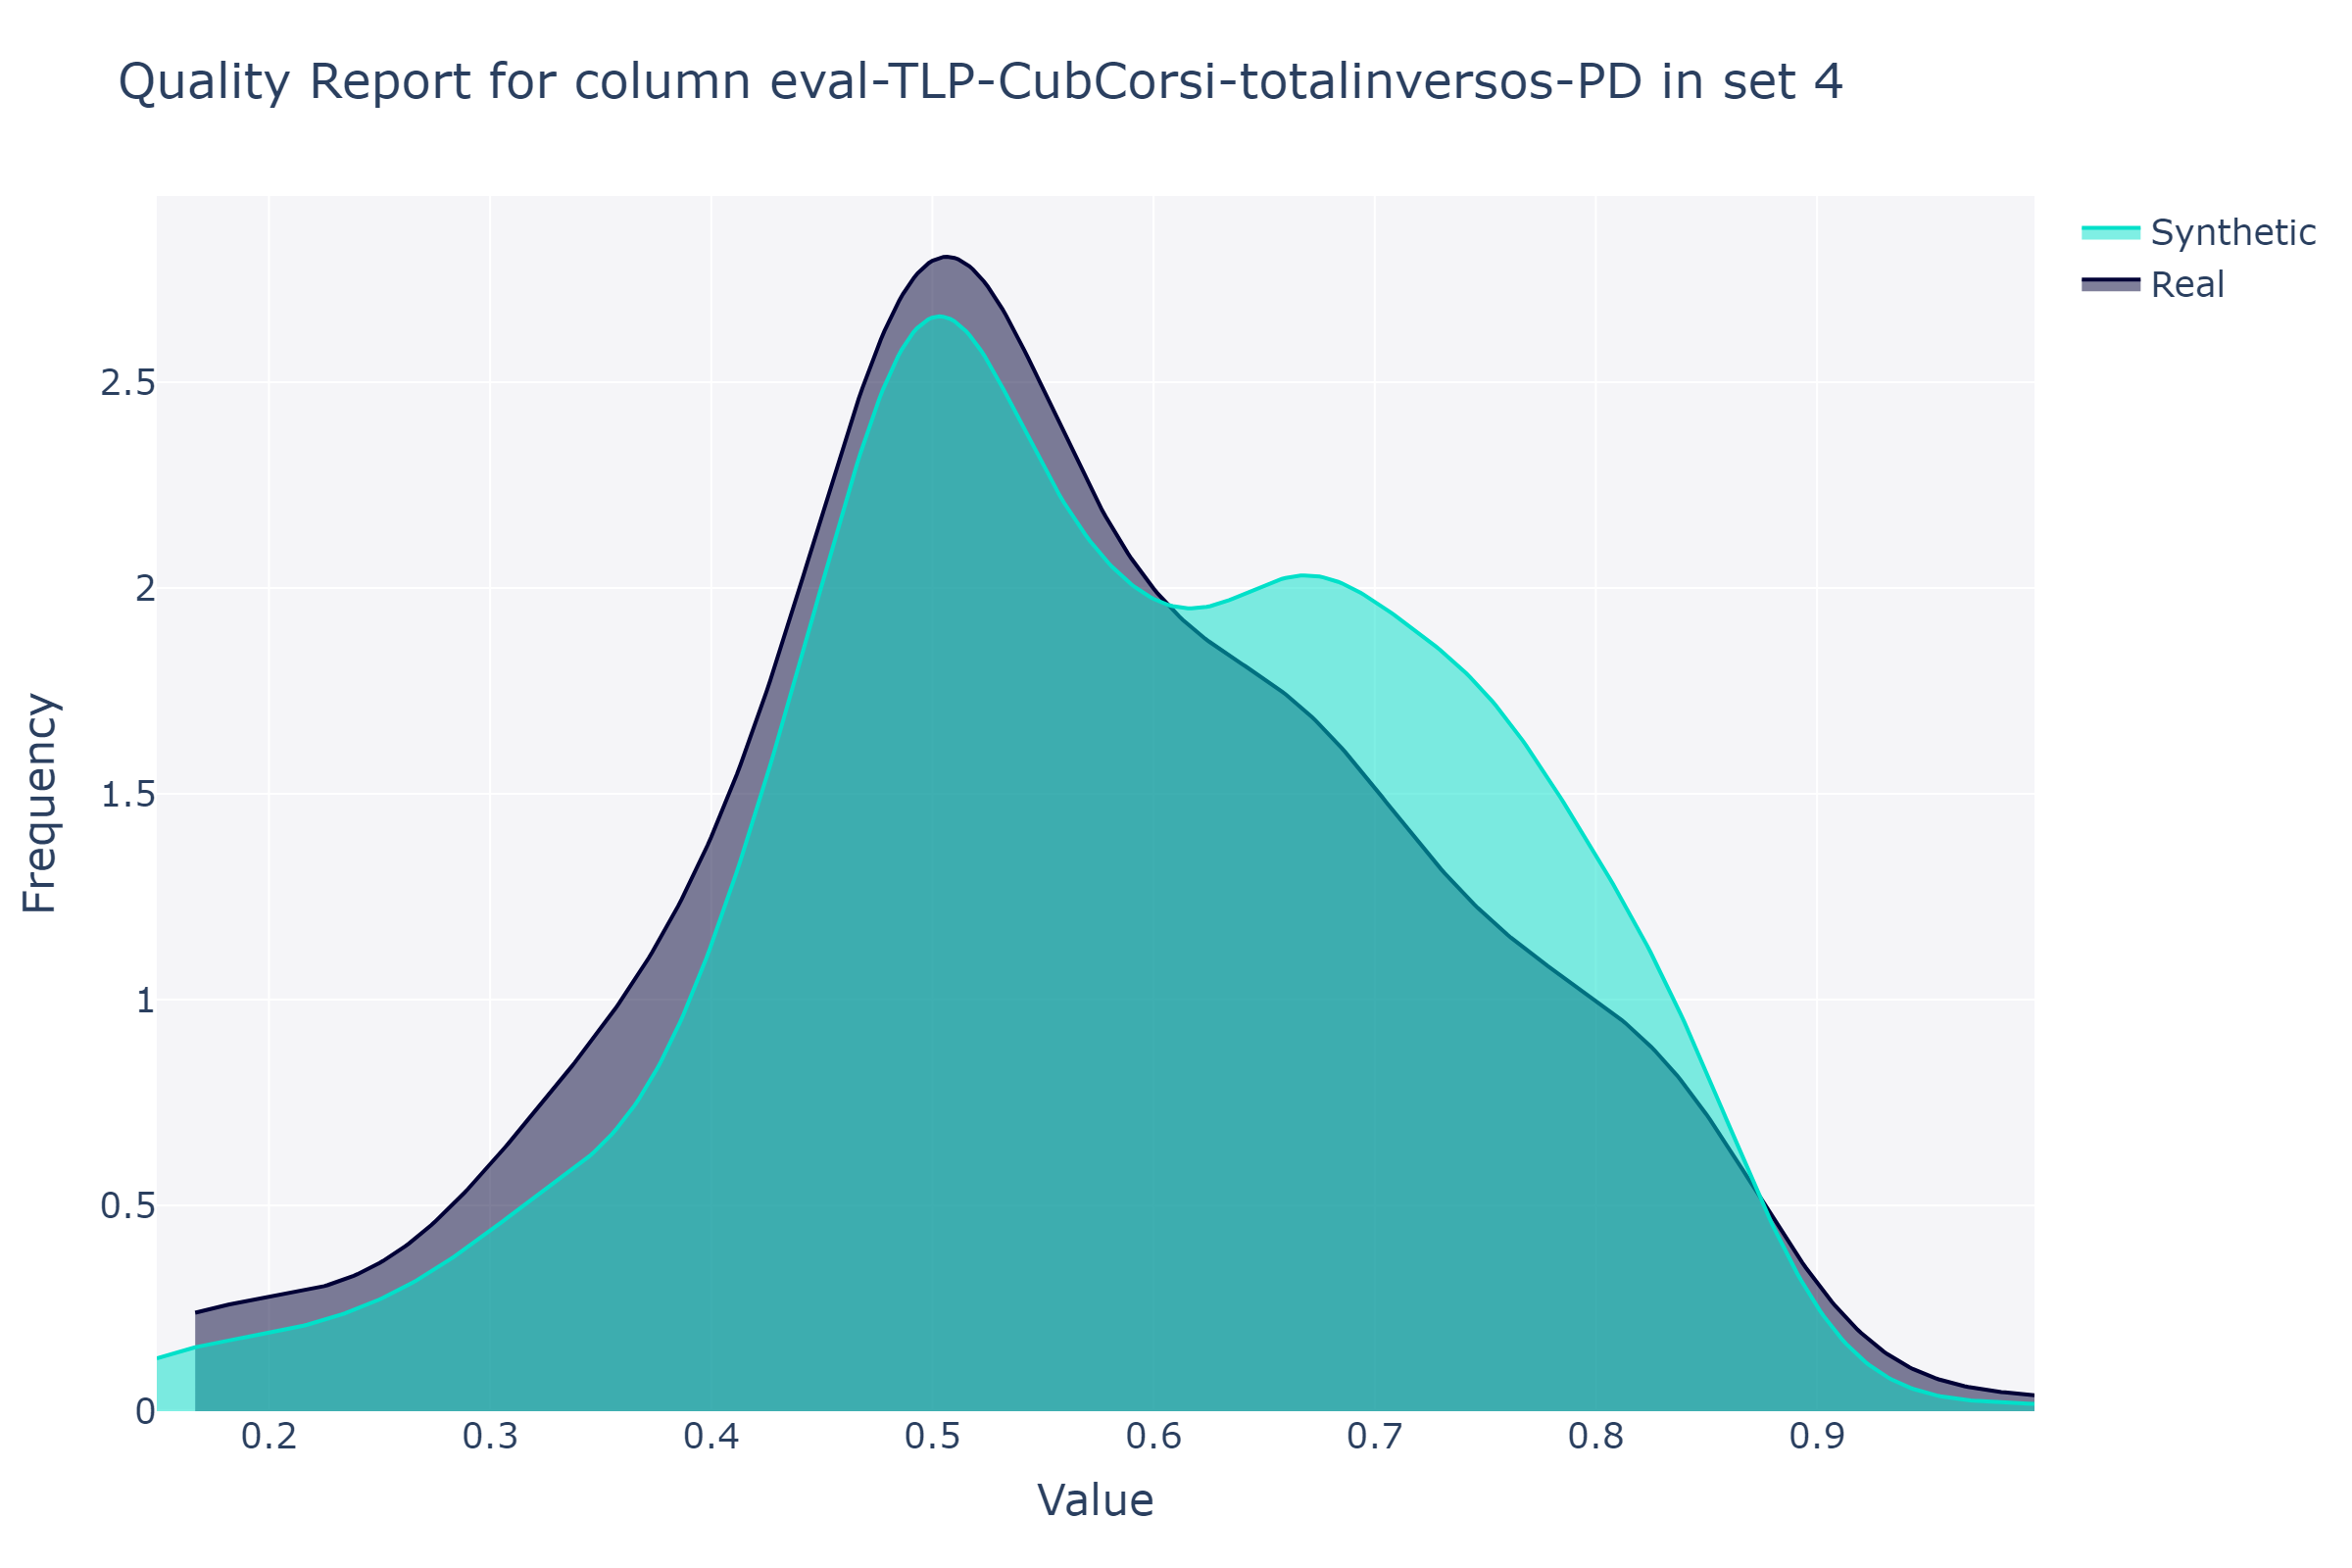 Quality Report for column eval-TLP-CubCorsi-totalinversos-PD in set 4
Synthetic
Real
Frequency
2.5
2
1.5
1
0.5
0
0.2 0.3 0.4 0.5 0.6 0.7 0.8 0.9
Value